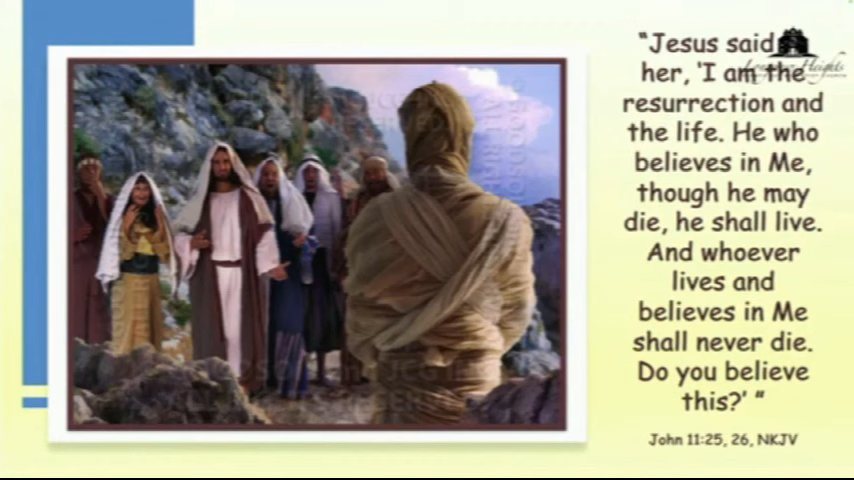 “Jesus said
her, ‘I am the
resurrection and
the life. He who
believes in Me,
though he may
die, he shall live.
And whoever
lives and
believes in Me
shall never die.
Do you believe
this?’ ”
John 11:25, 26, NKJV
Heights